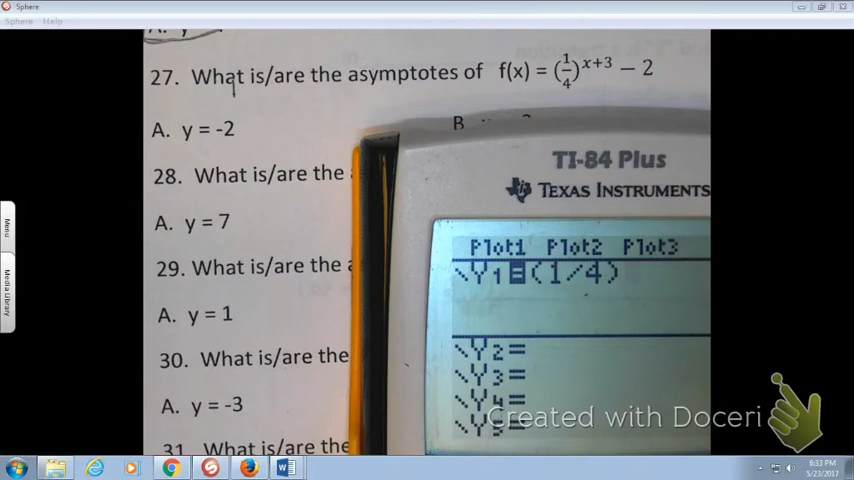 Sphere
Sphere Help
27. What is/are the asymptotes of f(x) = (1/4)^{x+3} − 2
A. y = -2
B
28. What is/are the
A. y = 7
29. What is/are the
A. y = 1
30. What is/are the
A. y = -3
31. What is/are the
TI-84 Plus
TEXAS INSTRUMENTS
Plot1 Plot2 Plot3
\Y1=(1/4)
\Y2=
\Y3=
\Y4=
\Y5=
Menu
Media Library
Created with Doceri
6:33 PM
5/23/2017